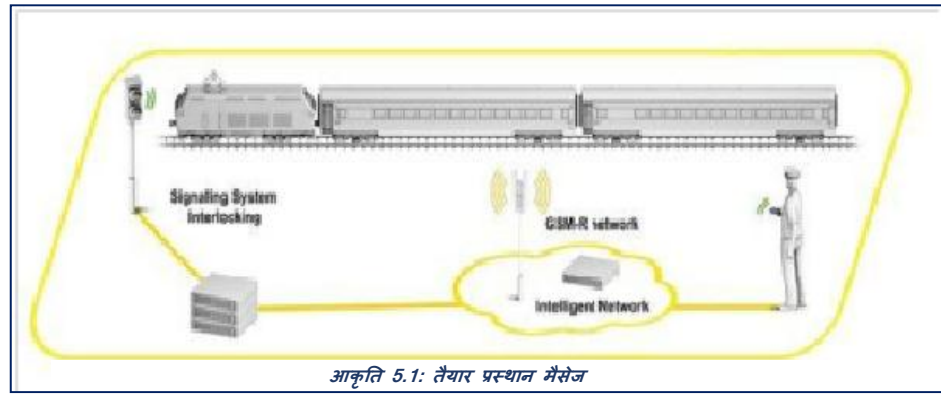 Signaling System
Interlocking
GSM-R network
Intelligent Network
आकृति 5.1: तैयार प्रस्थान मैसेज